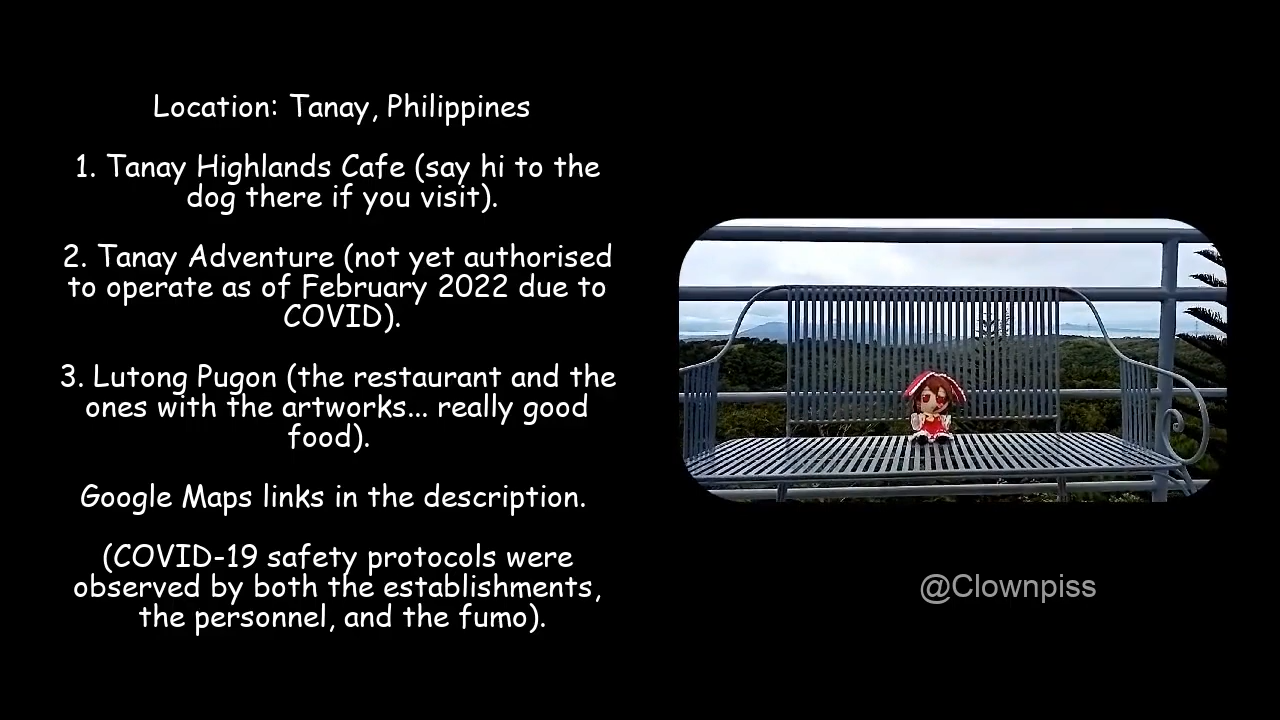 Location: Tanay, Philippines
1. Tanay Highlands Cafe (say hi to the
dog there if you visit).
2. Tanay Adventure (not yet authorised
to operate as of February 2022 due to
COVID).
3. Lutong Pugon (the restaurant and the
ones with the artworks... really good
food).
Google Maps links in the description.
(COVID-19 safety protocols were
observed by both the establishments,
the personnel, and the fumo).
@Clownpiss